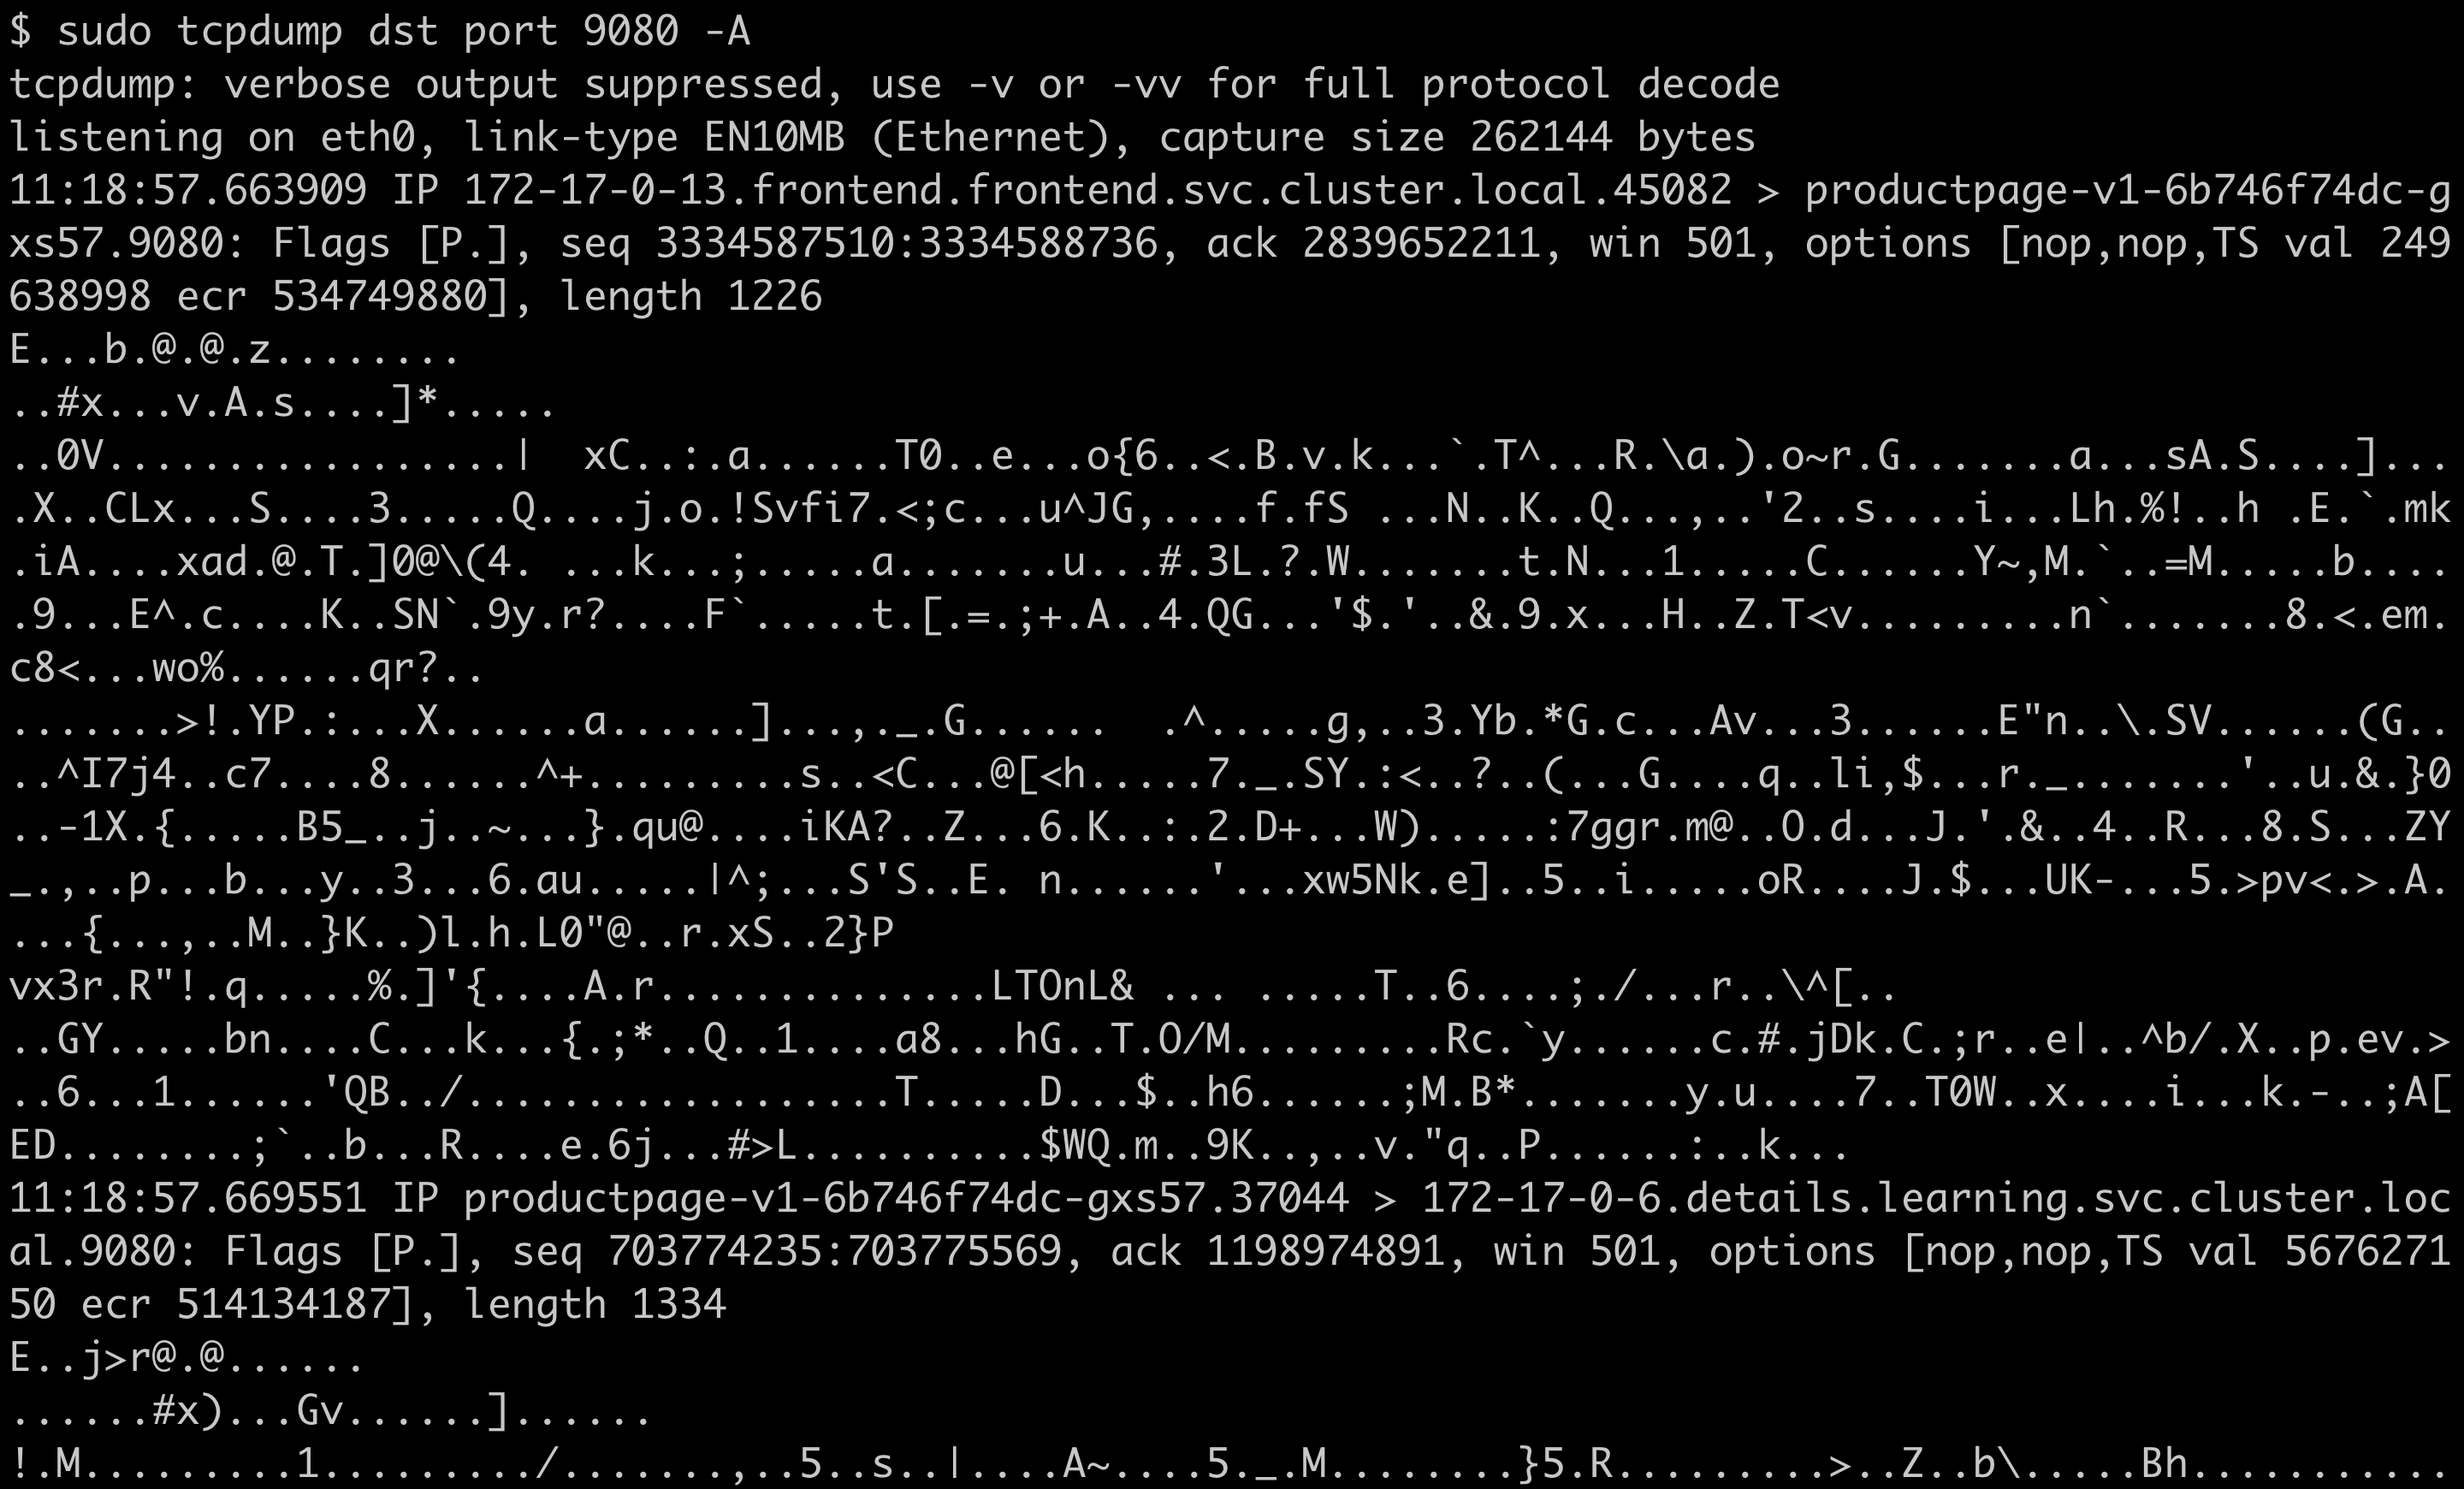 $ sudo tcpdump dst port 9080 -A
tcpdump: verbose output suppressed, use -v or -vv for full protocol decode
listening on eth0, link-type EN10MB (Ethernet), capture size 262144 bytes
11:18:57.663909 IP 172-17-0-13.frontend.frontend.svc.cluster.local.45082 > productpage-v1-6b746f74dc-g
xs57.9080: Flags [P.], seq 3334587510:3334588736, ack 2839652211, win 501, options [nop,nop,TS val 249
638998 ecr 534749880], length 1226
E...b.@.@.z........
..#x...v.A.s....]*.....
..0V.................|  xC..:.a......T0..e...o{6..<.B.v.k...`.T^...R.\a.).o~r.G.......a...sA.S....]...
.X..CLx...S....3.....Q....j.o.!Svfi7.<;c...u^JG,....f.fS ...N..K..Q...,..'2..s....i...Lh.%!..h .E.`.mk
.iA....xad.@.T.]0@\(4. ...k...;.....a.......u...#.3L.?.W.......t.N...1.....C......Y~,M.`..=M.....b....
.9...E^.c....K..SN`.9y.r?....F`.....t.[.=.;+.A..4.QG...'$.'..&.9.x...H..Z.T<v.........n`.......8.<.em.
c8<...wo%......qr?..
.......>!.YP.:...X......a......]...,._.G......  .^.....g,..3.Yb.*G.c...Av...3......E"n..\.SV......(G..
..^I7j4..c7....8......^+.........s..<C...@[<h.....7._.SY.:<..?..(...G....q..li,$...r._.......'..u.&.}0
..-1X.{.....B5_..j..~...}.qu@....iKA?..Z...6.K..:.2.D+...W).....:7ggr.m@..O.d...J.'.&..4..R...8.S...ZY
_.,..p...b...y..3...6.au.....|^;...S'S..E. n......'...xw5Nk.e]..5..i.....oR....J.$...UK-...5.>pv<.>.A.
...{...,..M..}K..)l.h.L0"@..r.xS..2}P
vx3r.R"!.q.....%.]'{....A.r..............LTOnL& ... .....T..6....;./...r..\^[..
..GY.....bn....C...k...{.;*..Q..1....a8...hG..T.O/M.........Rc.`y......c.#.jDk.C.;r..e|..^b/.X..p.ev.>
..6...1......'QB../..................T.....D...$..h6......;M.B*.......y.u....7..T0W..x....i...k.-..;A[
ED........;`..b...R....e.6j...#>L..........$WQ.m..9K..,..v."q..P......:..k...
11:18:57.669551 IP productpage-v1-6b746f74dc-gxs57.37044 > 172-17-0-6.details.learning.svc.cluster.loc
al.9080: Flags [P.], seq 703774235:703775569, ack 1198974891, win 501, options [nop,nop,TS val 5676271
50 ecr 514134187], length 1334
E..j>r@.@......
......#x)...Gv......]......
!.M.........1........./.......,..5..s..|....A~....5._.M........}5.R.........>..Z..b\.....Bh...........